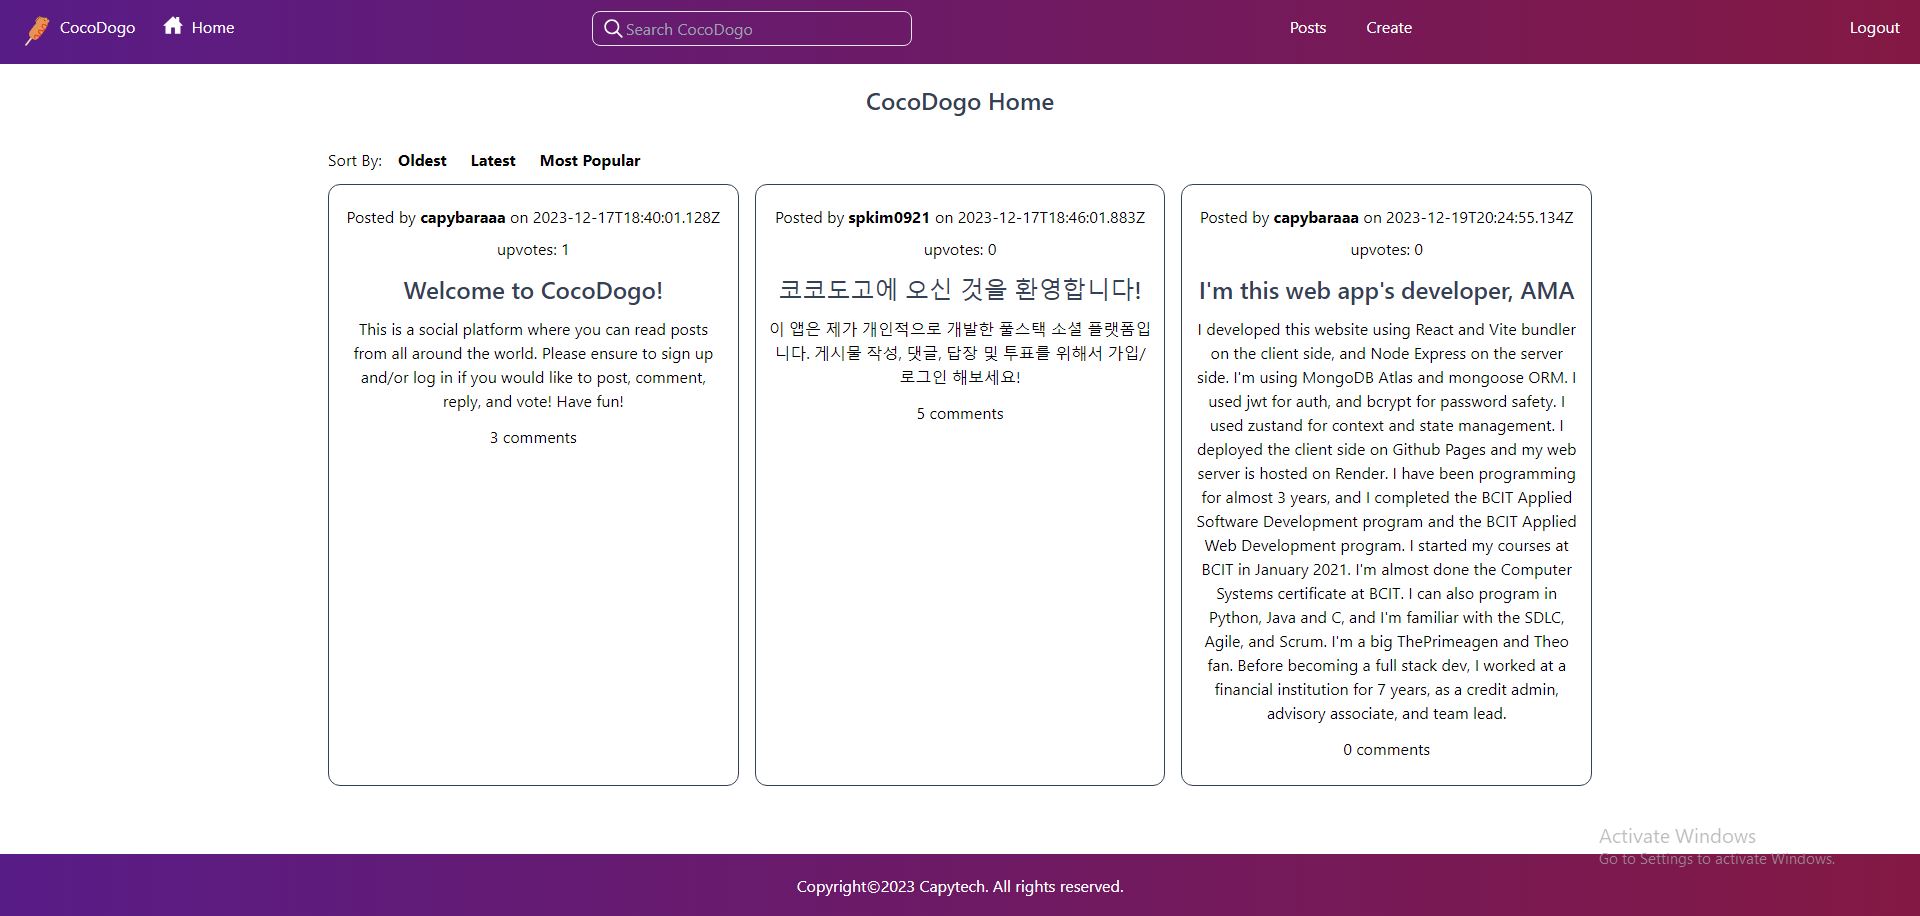 CocoDogo Home Search CocoDogo Posts Create Logout
CocoDogo Home
Sort By: Oldest Latest Most Popular
Posted by capybaraaa on 2023-12-17T18:40:01.128Z
upvotes: 1
Welcome to CocoDogo!
This is a social platform where you can read posts
from all around the world. Please ensure to sign up
and/or log in if you would like to post, comment,
reply, and vote! Have fun!
3 comments
Posted by spkim0921 on 2023-12-17T18:46:01.883Z
upvotes: 0
코코도고에 오신 것을 환영합니다!
이 앱은 제가 개인적으로 개발한 풀스택 소셜 플랫폼입
니다. 게시물 작성, 댓글, 답장 및 투표를 위해서 가입/
로그인 해보세요!
5 comments
Posted by capybaraaa on 2023-12-19T20:24:55.134Z
upvotes: 0
I'm this web app's developer, AMA
I developed this website using React and Vite bundler
on the client side, and Node Express on the server
side. I'm using MongoDB Atlas and mongoose ORM. I
used jwt for auth, and bcrypt for password safety. I
used zustand for context and state management. I
deployed the client side on Github Pages and my web
server is hosted on Render. I have been programming
for almost 3 years, and I completed the BCIT Applied
Software Development program and the BCIT Applied
Web Development program. I started my courses at
BCIT in January 2021. I'm almost done the Computer
Systems certificate at BCIT. I can also program in
Python, Java and C, and I'm familiar with the SDLC,
Agile, and Scrum. I'm a big ThePrimeagen and Theo
fan. Before becoming a full stack dev, I worked at a
financial institution for 7 years, as a credit admin,
advisory associate, and team lead.
0 comments
Activate Windows
Go to Settings to activate Windows.
Copyright©2023 Capytech. All rights reserved.